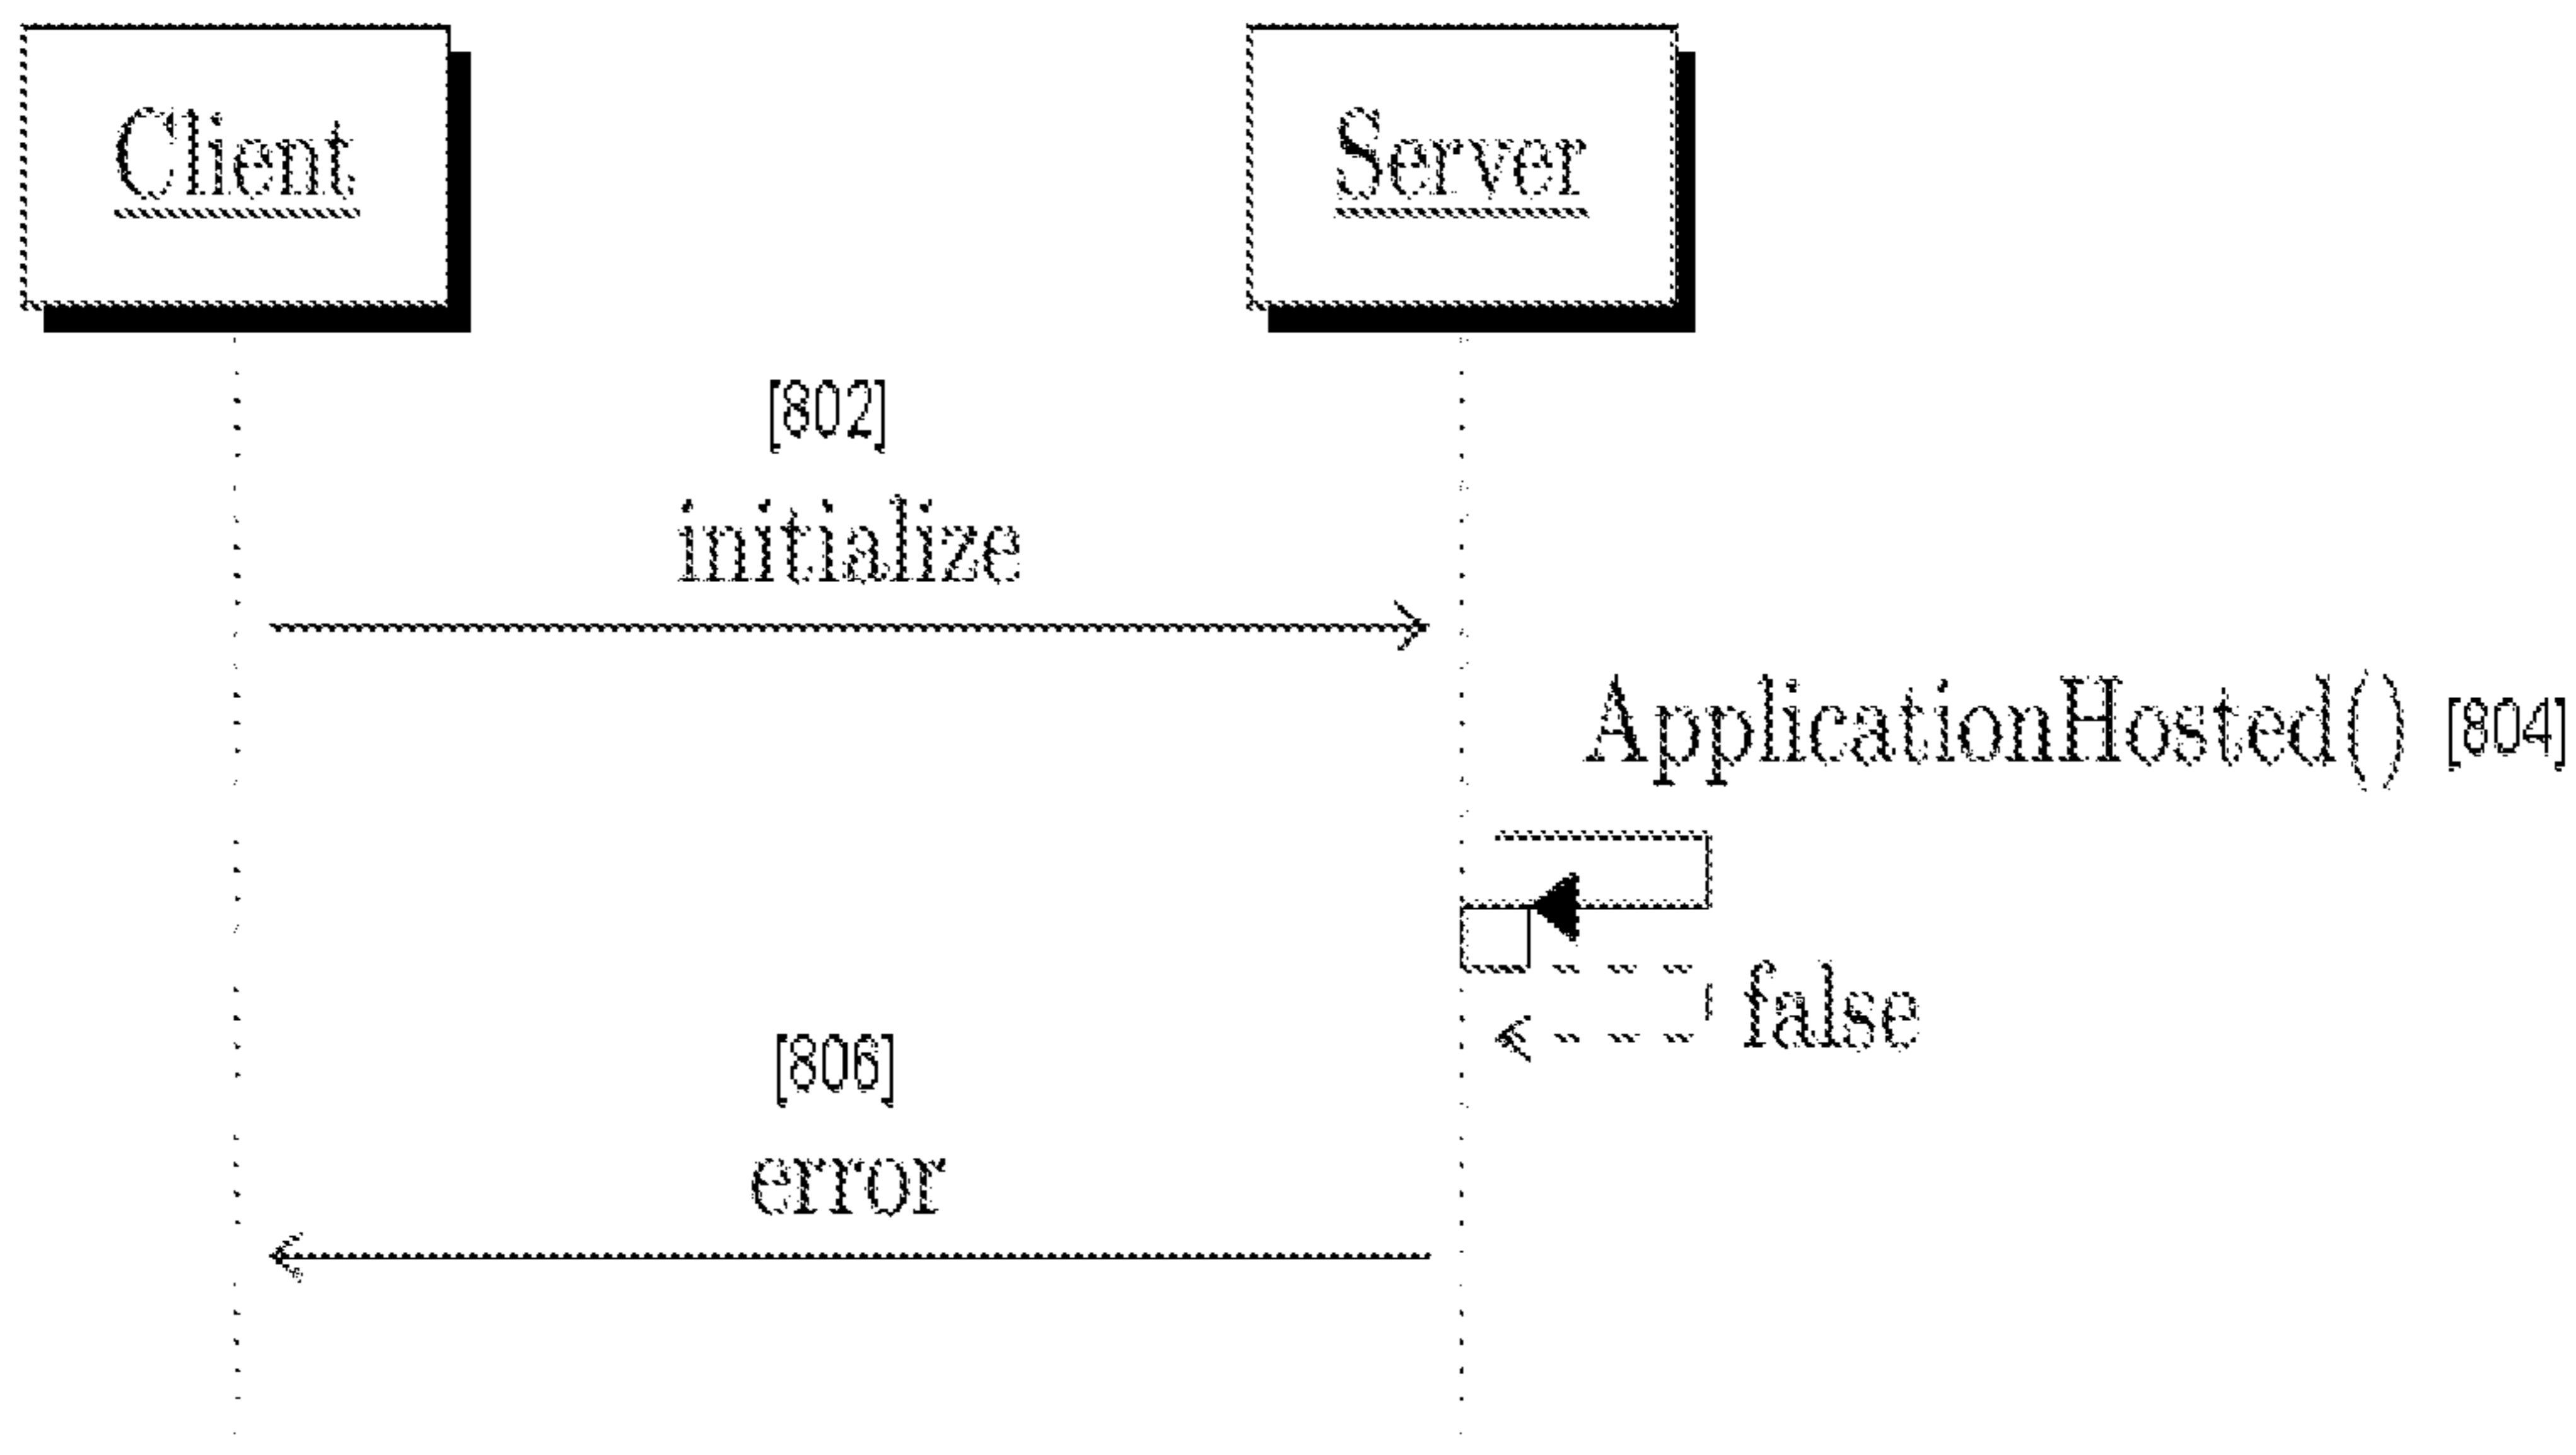 Client
Server
[802]
initialize
ApplicationHosted() [804]
false
[806]
error